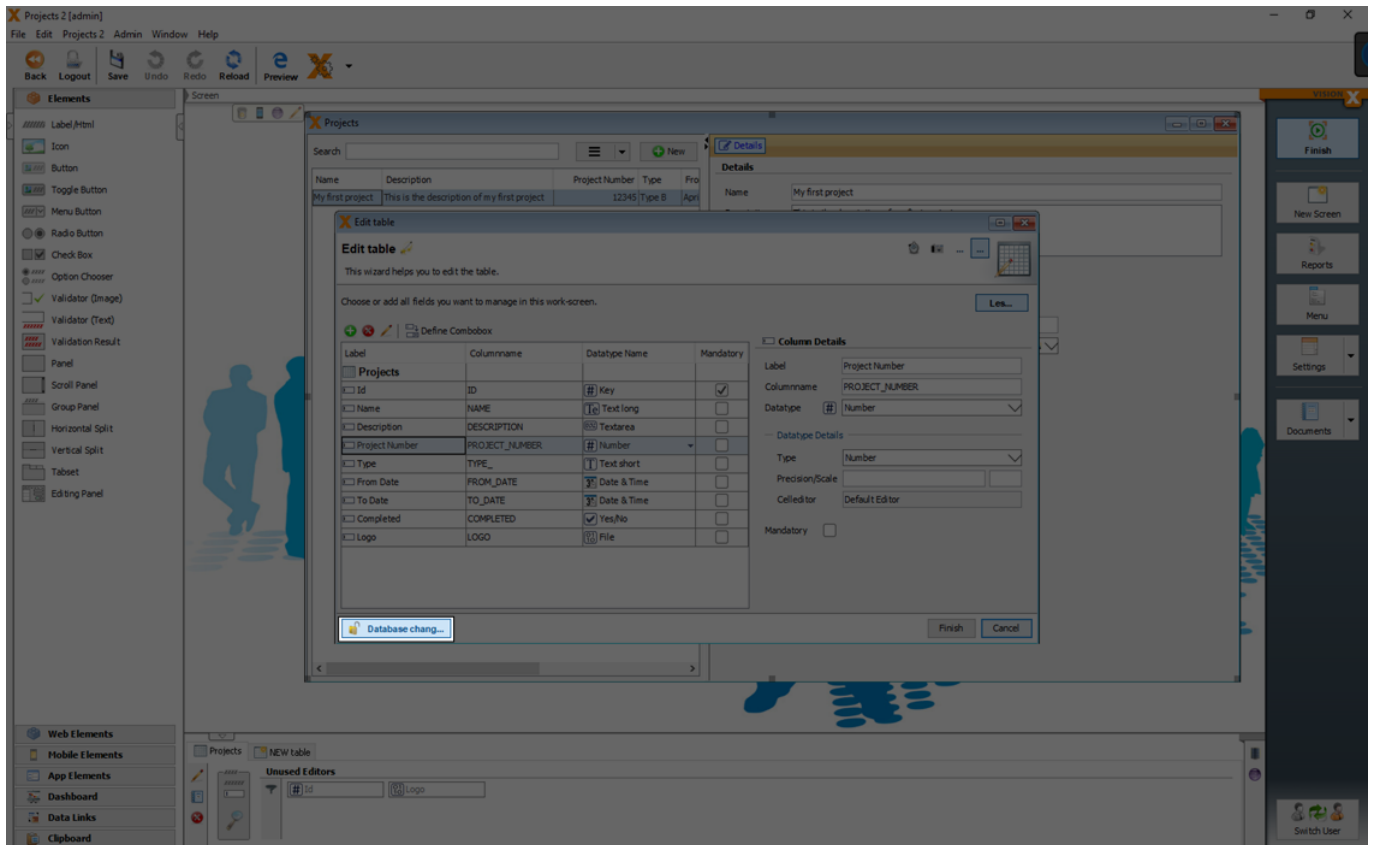 Projects 2 [admin]
File Edit Projects 2 Admin Window Help
Back Logout Save Undo Redo Reload Preview
Elements
Label/Html
Icon
Button
Toggle Button
Menu Button
Radio Button
Check Box
Option Chooser
Validator (Image)
Validator (Text)
Validation Result
Panel
Scroll Panel
Group Panel
Horizontal Split
Vertical Split
Tabset
Editing Panel
Web Elements
Mobile Elements
App Elements
Dashboard
Data Links
Clipboard
Screen
Projects
Search
New
Name Description Project Number Type Fro
My first project This is the description of my first project 12345 Type B Apri
Details
Details
Name My first project
Edit table
Edit table
This wizard helps you to edit the table.
Choose or add all fields you want to manage in this work-screen.
Les...
Define Combobox
Label Columnname Datatype Name Mandatory
Projects
Id ID # Key
Name NAME Text long
Description DESCRIPTION Textarea
Project Number PROJECT_NUMBER # Number
Type TYPE_ Text short
From Date FROM_DATE Date & Time
To Date TO_DATE Date & Time
Completed COMPLETED Yes/No
Logo LOGO File
Column Details
Label Project Number
Columnname PROJECT_NUMBER
Datatype # Number
Datatype Details
Type Number
Precision/Scale
Celleditor Default Editor
Mandatory
Database chang...
Finish Cancel
Projects NEW table
Unused Editors
# Id Logo
VISION X
Finish
New Screen
Reports
Menu
Settings
Documents
Switch User